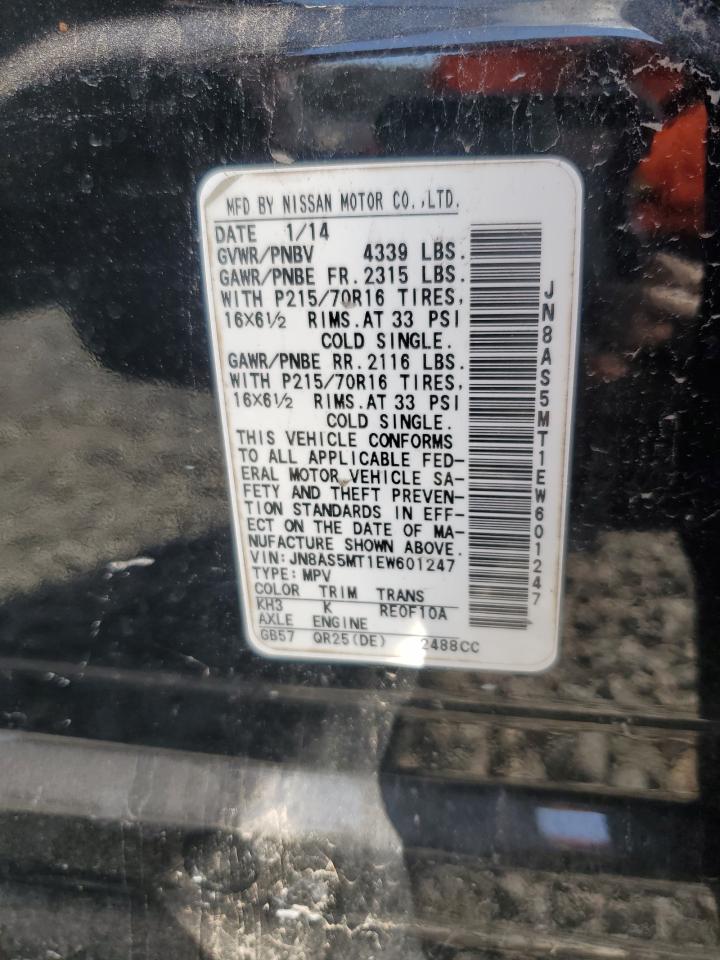 MFD BY NISSAN MOTOR CO.,LTD.
DATE 1/14
GVWR/PNBV 4339 LBS.
GAWR/PNBE FR. 2315 LBS.
WITH P215/70R16 TIRES,
16X6½ RIMS. AT 33 PSI
COLD SINGLE.
GAWR/PNBE RR. 2116 LBS.
WITH P215/70R16 TIRES,
16X6½ RIMS. AT 33 PSI
COLD SINGLE.
THIS VEHICLE CONFORMS
TO ALL APPLICABLE FED-
ERAL MOTOR VEHICLE SA-
FETY AND THEFT PREVEN-
TION STANDARDS IN EFF-
ECT ON THE DATE OF MA-
NUFACTURE SHOWN ABOVE.
VIN: JN8AS5MT1EW601247
TYPE: MPV
COLOR TRIM TRANS
KH3 K RE0F10A
AXLE ENGINE
GB57 QR25(DE) 2488CC
JN8AS5MT1EW601247